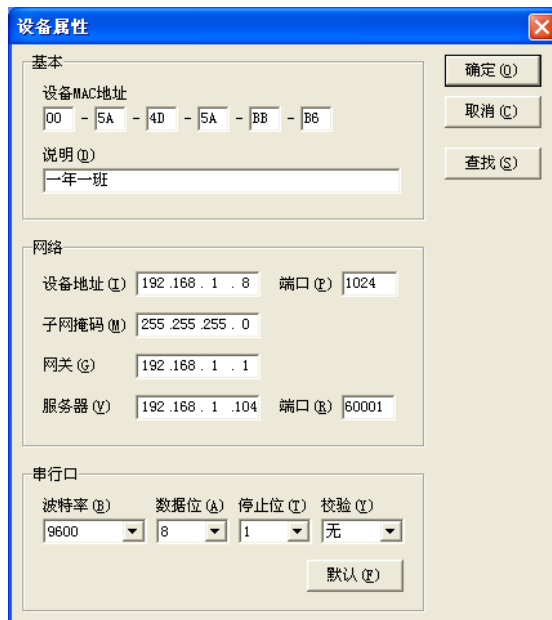 设备属性
基本
设备MAC地址
00 - 5A - 4D - 5A - BB - B6
说明(D)
一年一班
确定(O)
取消(C)
查找(S)
网络
设备地址(I) 192.168.1.8 端口(P) 1024
子网掩码(M) 255.255.255.0
网关(G) 192.168.1.1
服务器(V) 192.168.1.104 端口(R) 60001
串行口
波特率(B) 数据位(A) 停止位(T) 校验(Y)
9600 8 1 无
默认(F)